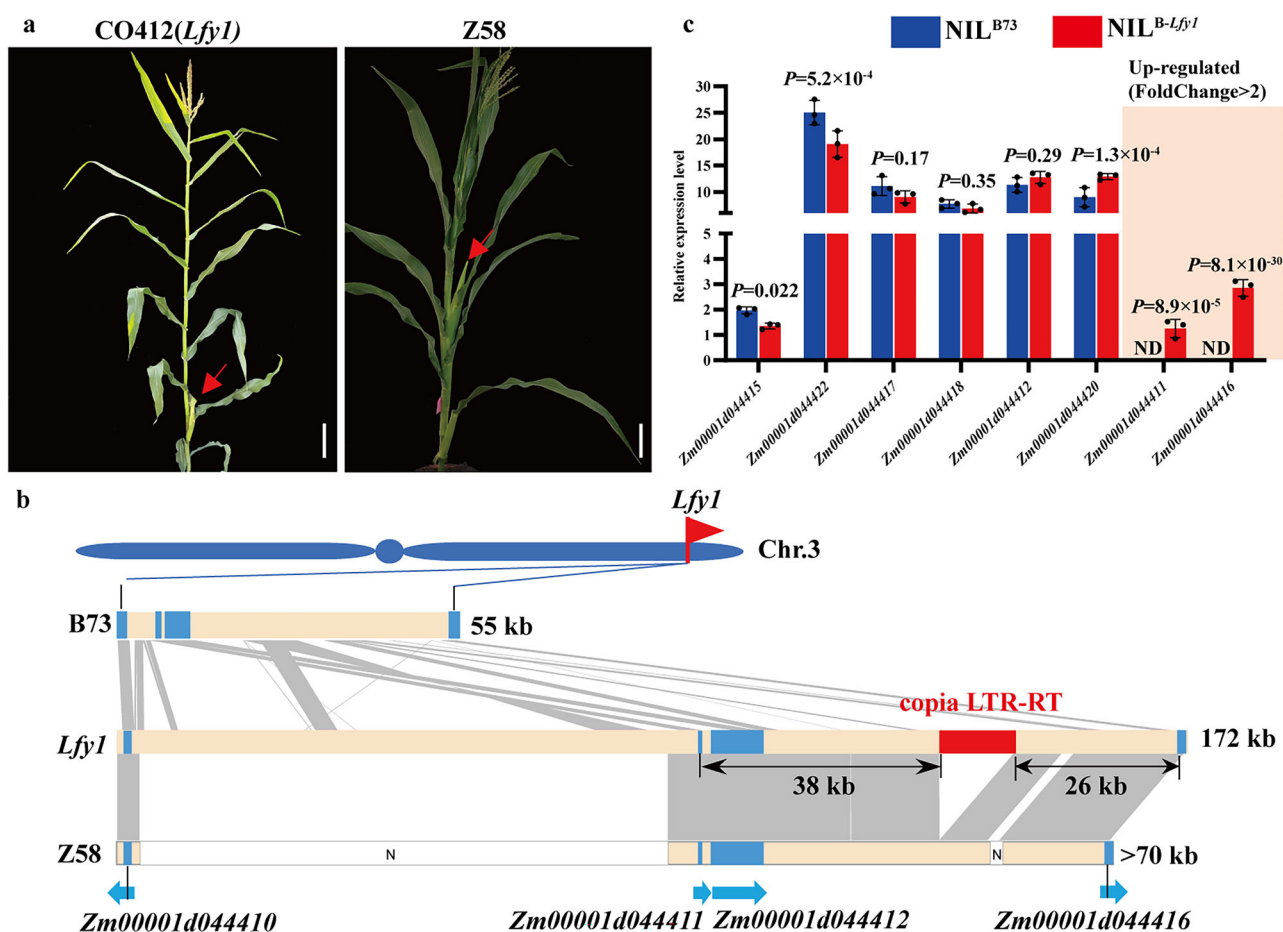 a
CO412(Lfy1)
Z58
c
NILB73
NILB-Lfy1
Up-regulated
(FoldChange>2)
Relative expression level
30
25
20
15
10
5
4
3
2
1
0
P=0.022
P=5.2×10-4
P=0.17
P=0.35
P=0.29
P=1.3×10-4
P=8.9×10-5
P=8.1×10-30
ND
ND
Zm00001d044415
Zm00001d044422
Zm00001d044417
Zm00001d044418
Zm00001d044412
Zm00001d044420
Zm00001d044411
Zm00001d044416
b
Lfy1
Chr.3
B73
55 kb
copia LTR-RT
Lfy1
172 kb
38 kb
26 kb
Z58
N
N
>70 kb
Zm00001d044410
Zm00001d044411
Zm00001d044412
Zm00001d044416